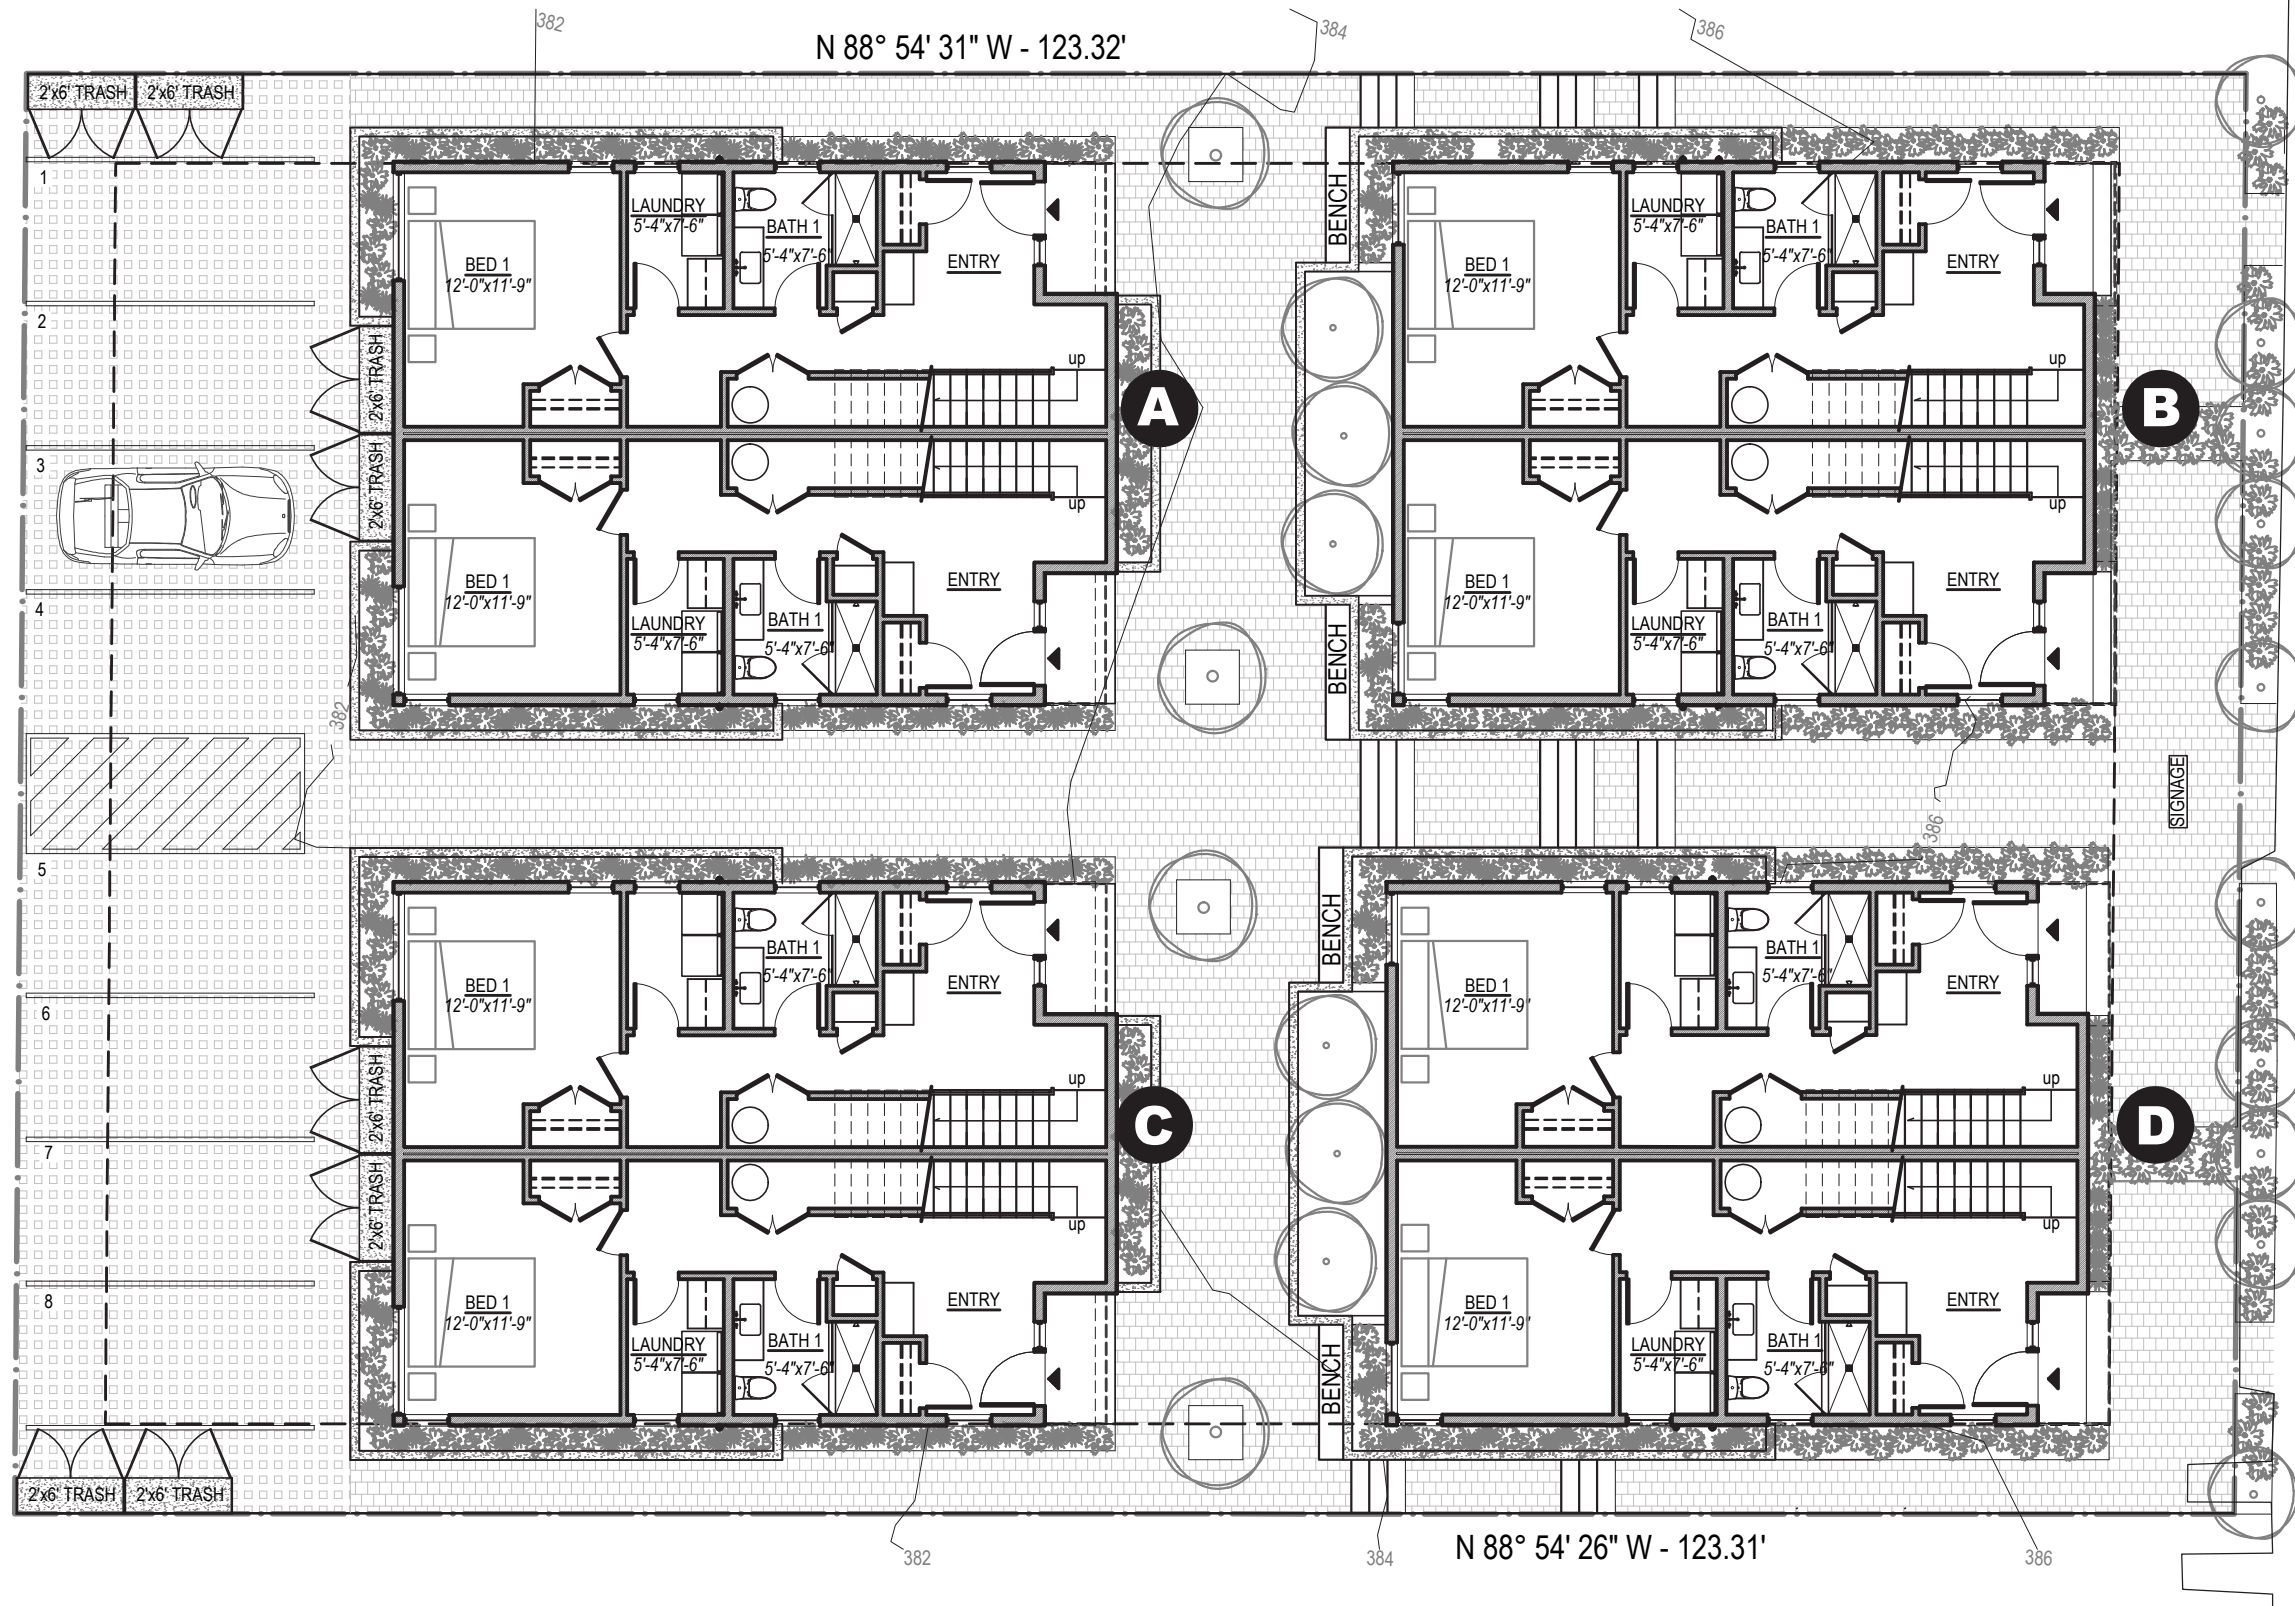 382
384
386
N 88° 54' 31" W - 123.32'
2'x6' TRASH
2'x6' TRASH
1
2
3
4
5
6
7
8
2'x6' TRASH
2'x6' TRASH
2'x6' TRASH
2'x6' TRASH
2'x6' TRASH
2'x6' TRASH
382
BED 1
12'-0"x11'-9"
LAUNDRY
5'-4"x7'-6"
BATH 1
5'-4"x7'-6"
ENTRY
up
A
up
BED 1
12'-0"x11'-9"
LAUNDRY
5'-4"x7'-6"
BATH 1
5'-4"x7'-6"
ENTRY
BENCH
BENCH
BED 1
12'-0"x11'-9"
LAUNDRY
5'-4"x7'-6"
BATH 1
5'-4"x7'-6"
ENTRY
up
B
up
BED 1
12'-0"x11'-9"
LAUNDRY
5'-4"x7'-6"
BATH 1
5'-4"x7'-6"
ENTRY
SIGNAGE
386
BED 1
12'-0"x11'-9"
BATH 1
5'-4"x7'-6"
ENTRY
up
C
up
BED 1
12'-0"x11'-9"
LAUNDRY
5'-4"x7'-6"
BATH 1
5'-4"x7'-6"
ENTRY
BENCH
BENCH
BED 1
12'-0"x11'-9'
BATH 1
5'-4"x7'-6"
ENTRY
up
D
up
BED 1
12'-0"x11'-9'
LAUNDRY
5'-4"x7'-6"
BATH 1
5'-4"x7'-6"
ENTRY
382
384
N 88° 54' 26" W - 123.31'
386